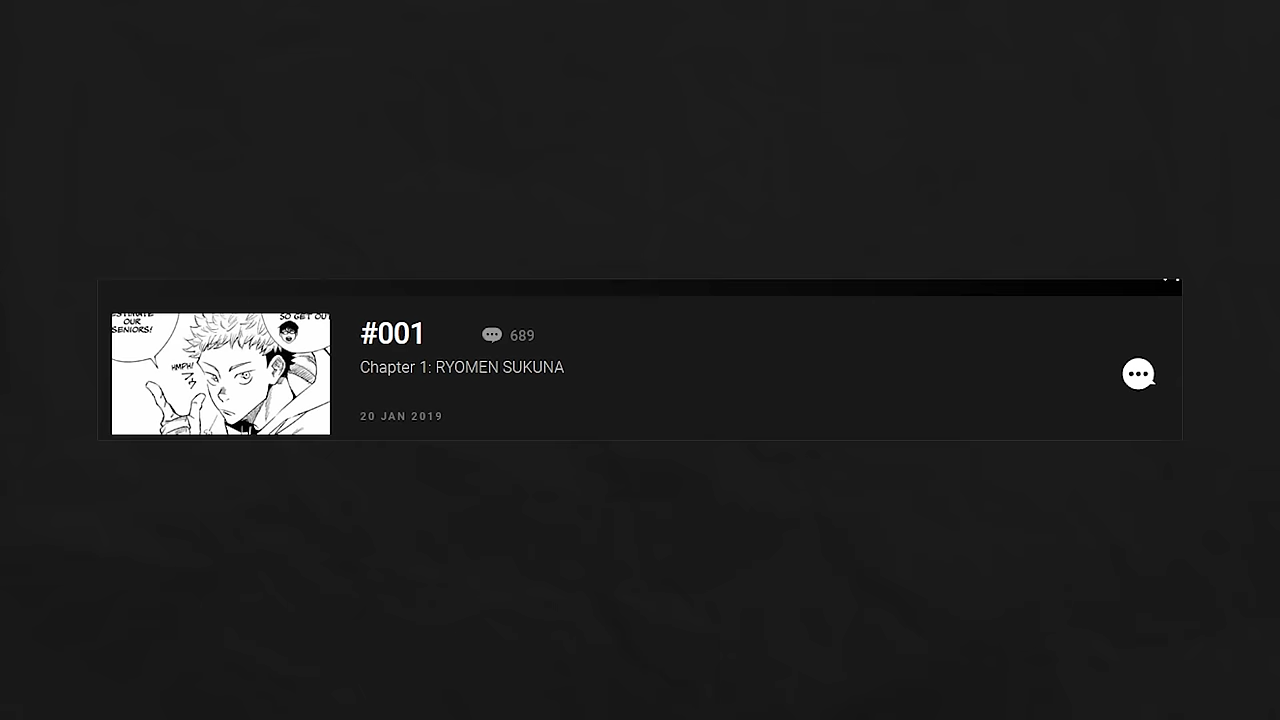 ESTIMATE
OUR
SENIORS!
SO GET OUT
HMPH!
#001
689
Chapter 1: RYOMEN SUKUNA
20 JAN 2019